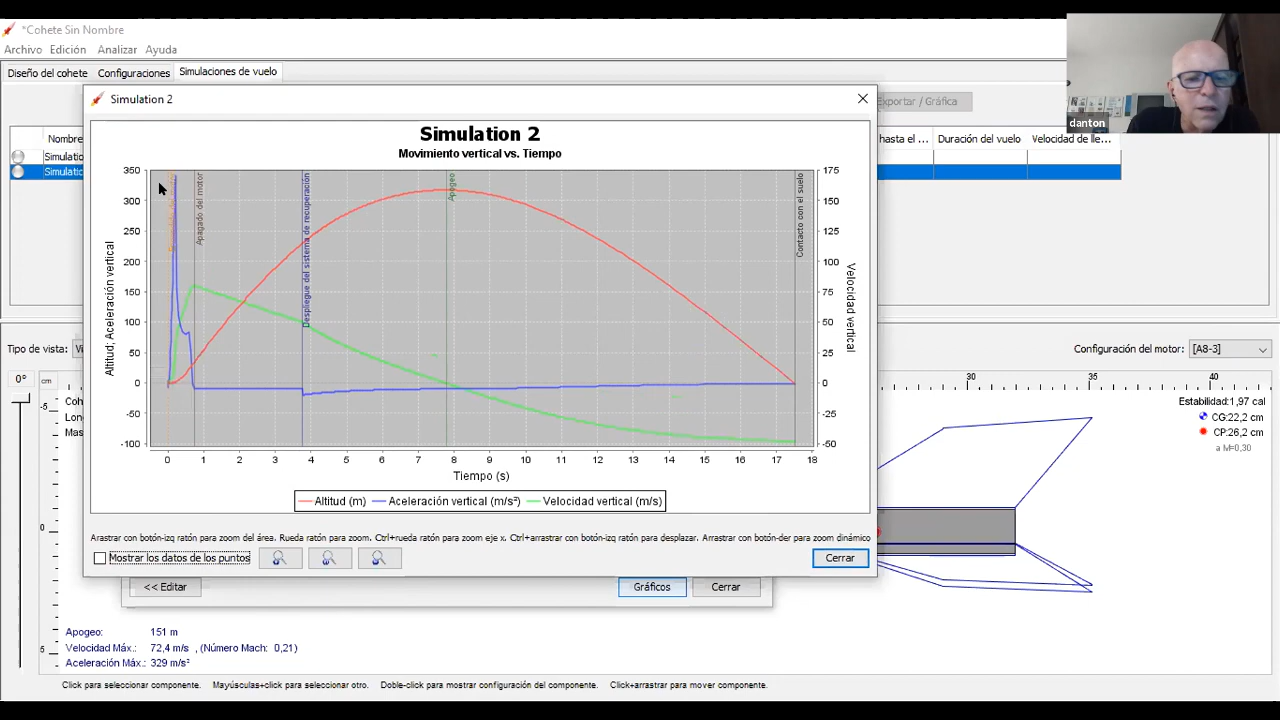 *Cohete Sin Nombre
Archivo Edición Analizar Ayuda
Diseño del cohete Configuraciones Simulaciones de vuelo
danton
Simulation 2
Exportar / Gráfica
Nombre
hasta el ... Duración del vuelo Velocidad de lle...
Simulatio
Simulatio
Simulation 2
Movimiento vertical vs. Tiempo
350 300 250 200 150 100 50 0 -50 -100
Altitud; Aceleración vertical
175 150 125 100 75 50 25 0 -25 -50
Velocidad vertical
Apagado del motor
Despliegue del sistema de recuperación
Apogeo
Contacto con el suelo
0 1 2 3 4 5 6 7 8 9 10 11 12 13 14 15 16 17 18
Tiempo (s)
Altitud (m) Aceleración vertical (m/s²) Velocidad vertical (m/s)
Arrastrar con botón-izq ratón para zoom del área. Rueda ratón para zoom. Ctrl+rueda ratón para zoom eje x. Ctrl+arrastrar con botón-izq ratón para desplazar. Arrastrar con botón-der para zoom dinámico
Mostrar los datos de los puntos
Cerrar
<< Editar Gráficos Cerrar
Tipo de vista: Vi
Configuración del motor: [A8-3]
0°
cm
-5
0
5
30 35 40
Coh
Lon
Mas
Estabilidad:1,97 cal
CG:22,2 cm
CP:26,2 cm
a M=0,30
Apogeo: 151 m
Velocidad Máx.: 72,4 m/s , (Número Mach: 0,21)
Aceleración Máx.: 329 m/s²
Click para seleccionar componente. Mayúsculas+click para seleccionar otro. Doble-click para mostrar configuración del componente. Click+arrastrar para mover componente.